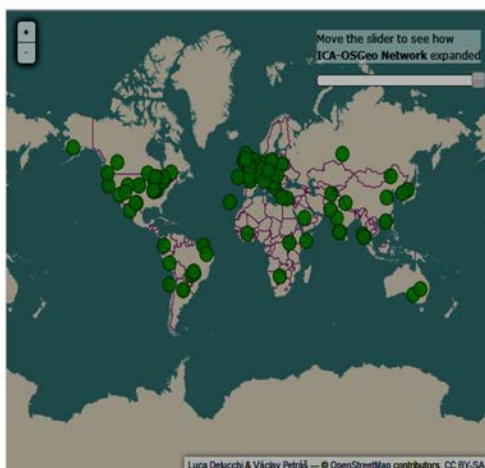 +
-
Move the slider to see how
ICA-OSGeo Network expanded
Luca Delucchi & Václav Petráš — © OpenStreetMap contributors, CC BY-SA